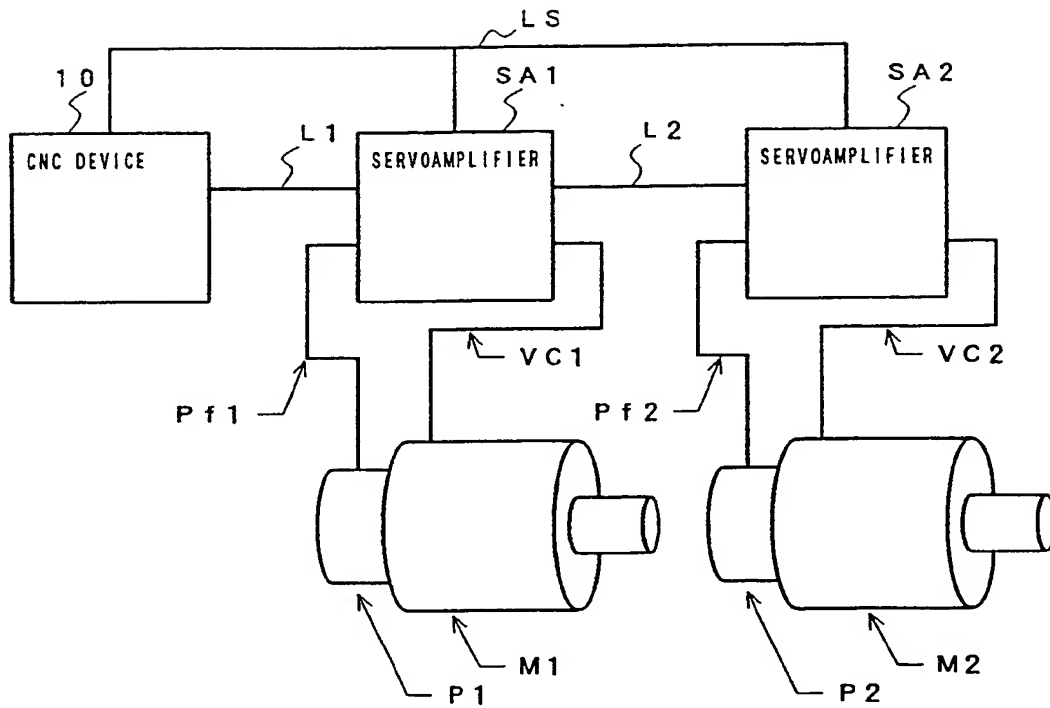 LS
10
SA1
SA2
L1
L2
CNC DEVICE
SERVOAMPLIFIER
SERVOAMPLIFIER
VC1
VC2
Pf1
Pf2
M1
M2
P1
P2